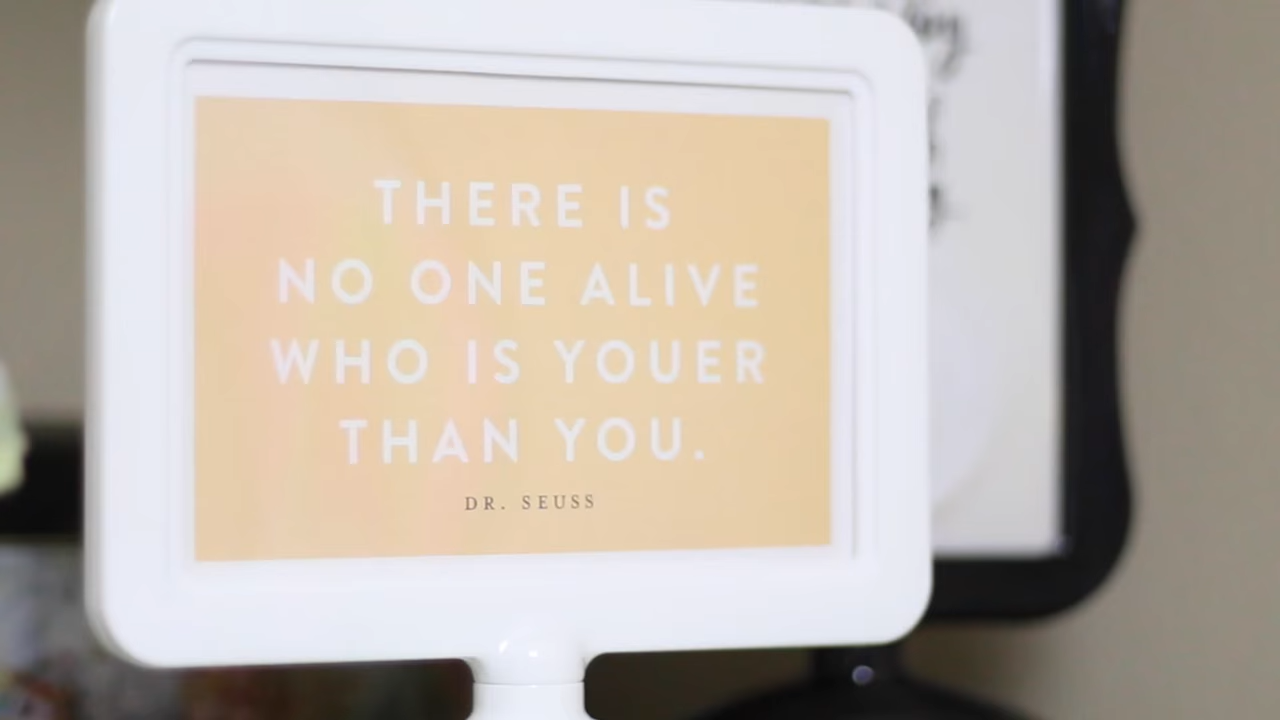 THERE IS
NO ONE ALIVE
WHO IS YOUER
THAN YOU.
DR. SEUSS